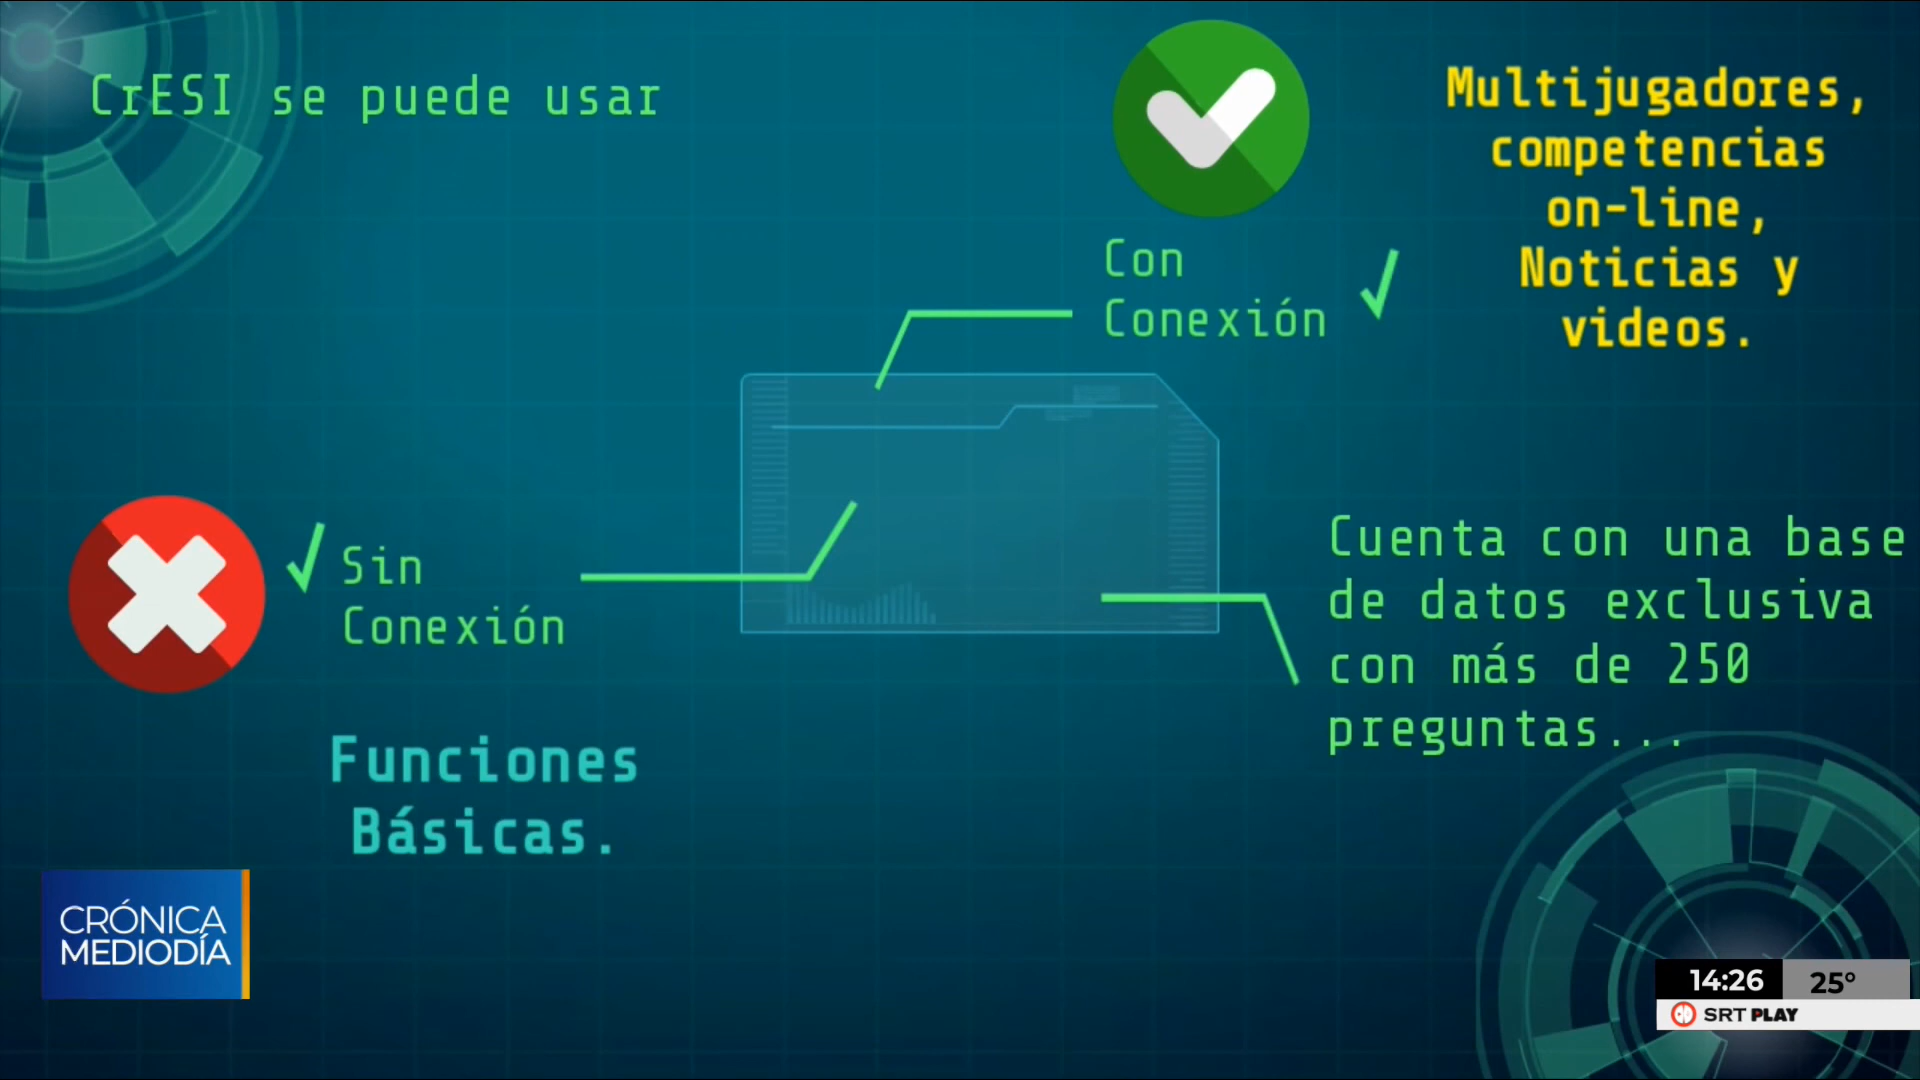 CrESI se puede usar
Multijugadores,
competencias
on-line,
Noticias y
videos.
Con
Conexión
Sin
Conexión
Cuenta con una base
de datos exclusiva
con más de 250
preguntas...
Funciones
Básicas.
CRÓNICA
MEDIODÍA
14:26 25°
SRT PLAY